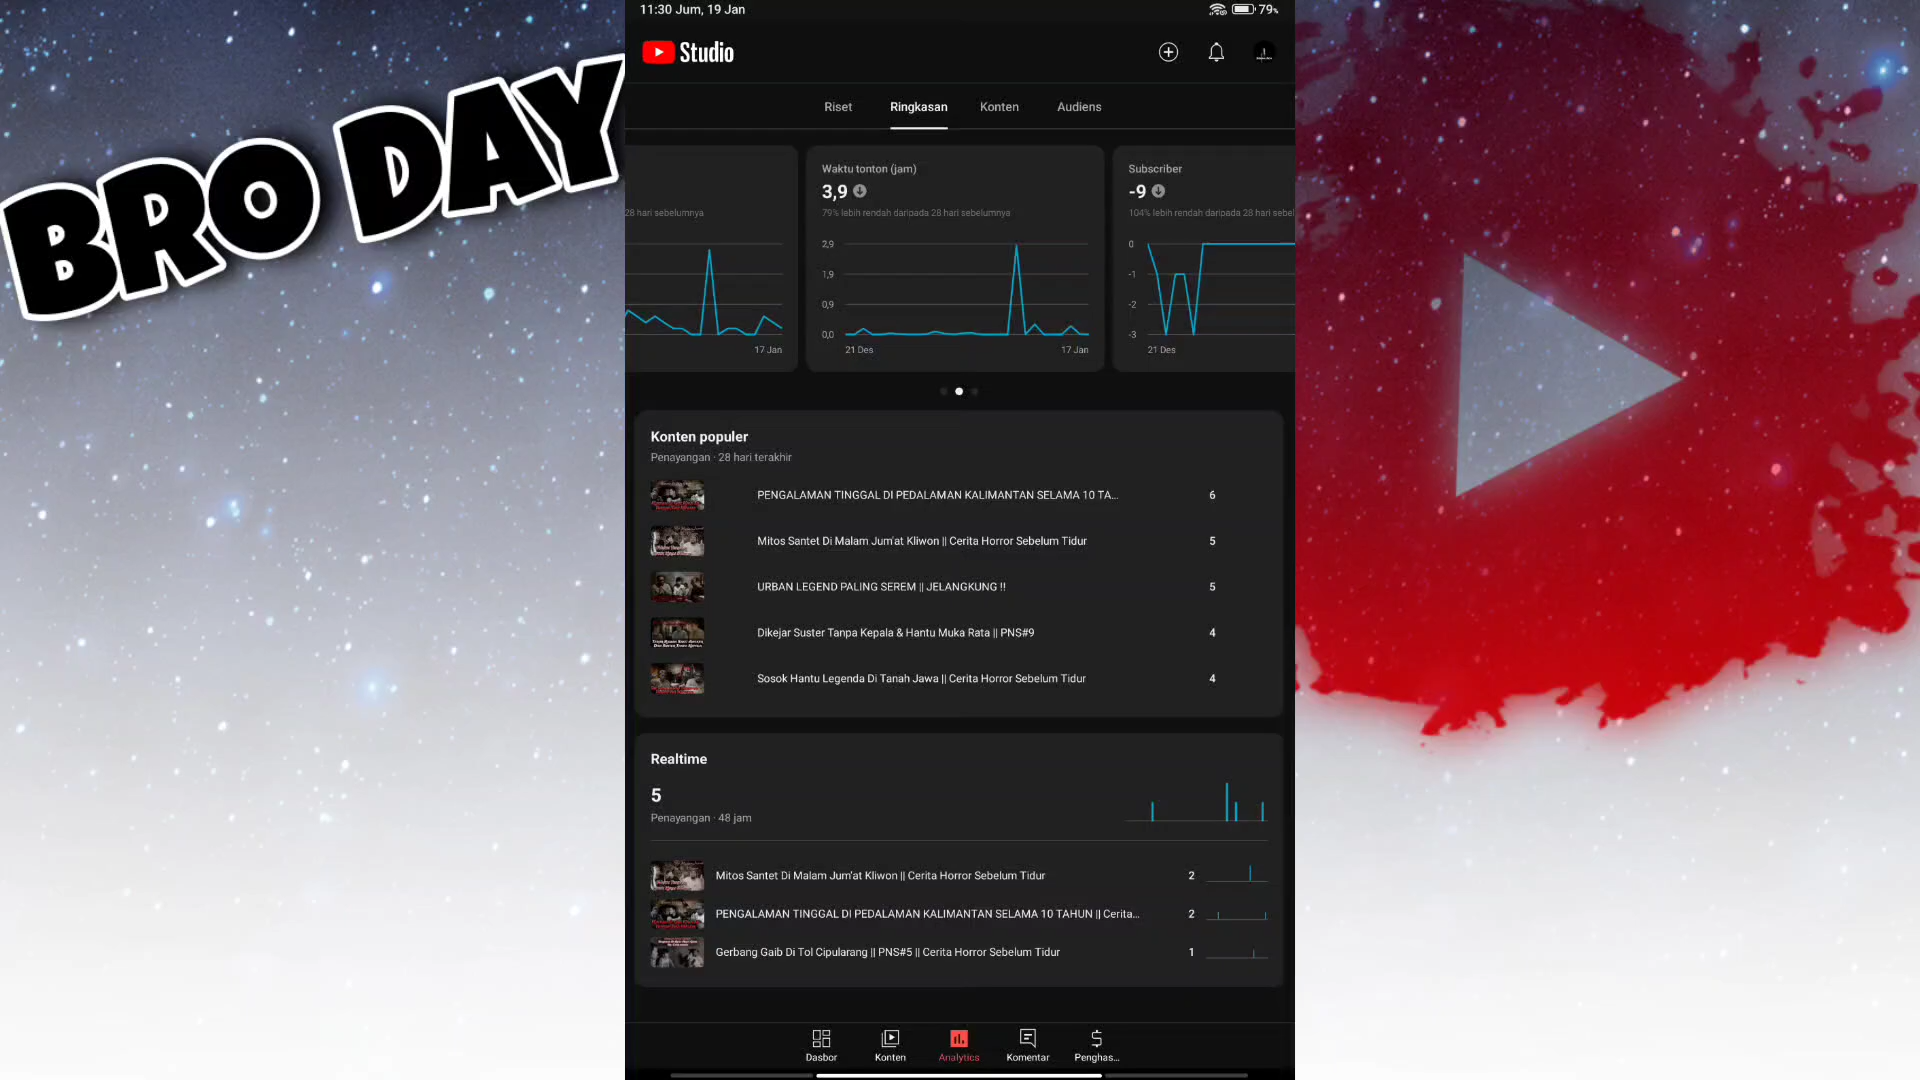 BRO DAY
11:30 Jum, 19 Jan
79%
Studio
Riset
Ringkasan
Konten
Audiens
28 hari sebelumnya
17 Jan
Waktu tonton (jam)
3,9
79% lebih rendah daripada 28 hari sebelumnya
2,9
1,9
0,9
0,0
21 Des
17 Jan
Subscriber
-9
104% lebih rendah daripada 28 hari sebel
0
-1
-2
-3
21 Des
Konten populer
Penayangan · 28 hari terakhir
PENGALAMAN TINGGAL DI PEDALAMAN KALIMANTAN SELAMA 10 TA... 6
Mitos Santet Di Malam Jum'at Kliwon || Cerita Horror Sebelum Tidur 5
URBAN LEGEND PALING SEREM || JELANGKUNG !! 5
Dikejar Suster Tanpa Kepala & Hantu Muka Rata || PNS#9 4
Sosok Hantu Legenda Di Tanah Jawa || Cerita Horror Sebelum Tidur 4
Realtime
5
Penayangan · 48 jam
Mitos Santet Di Malam Jum'at Kliwon || Cerita Horror Sebelum Tidur 2
PENGALAMAN TINGGAL DI PEDALAMAN KALIMANTAN SELAMA 10 TAHUN || Cerita... 2
Gerbang Gaib Di Tol Cipularang || PNS#5 || Cerita Horror Sebelum Tidur 1
Dasbor
Konten
Analytics
Komentar
Penghas...